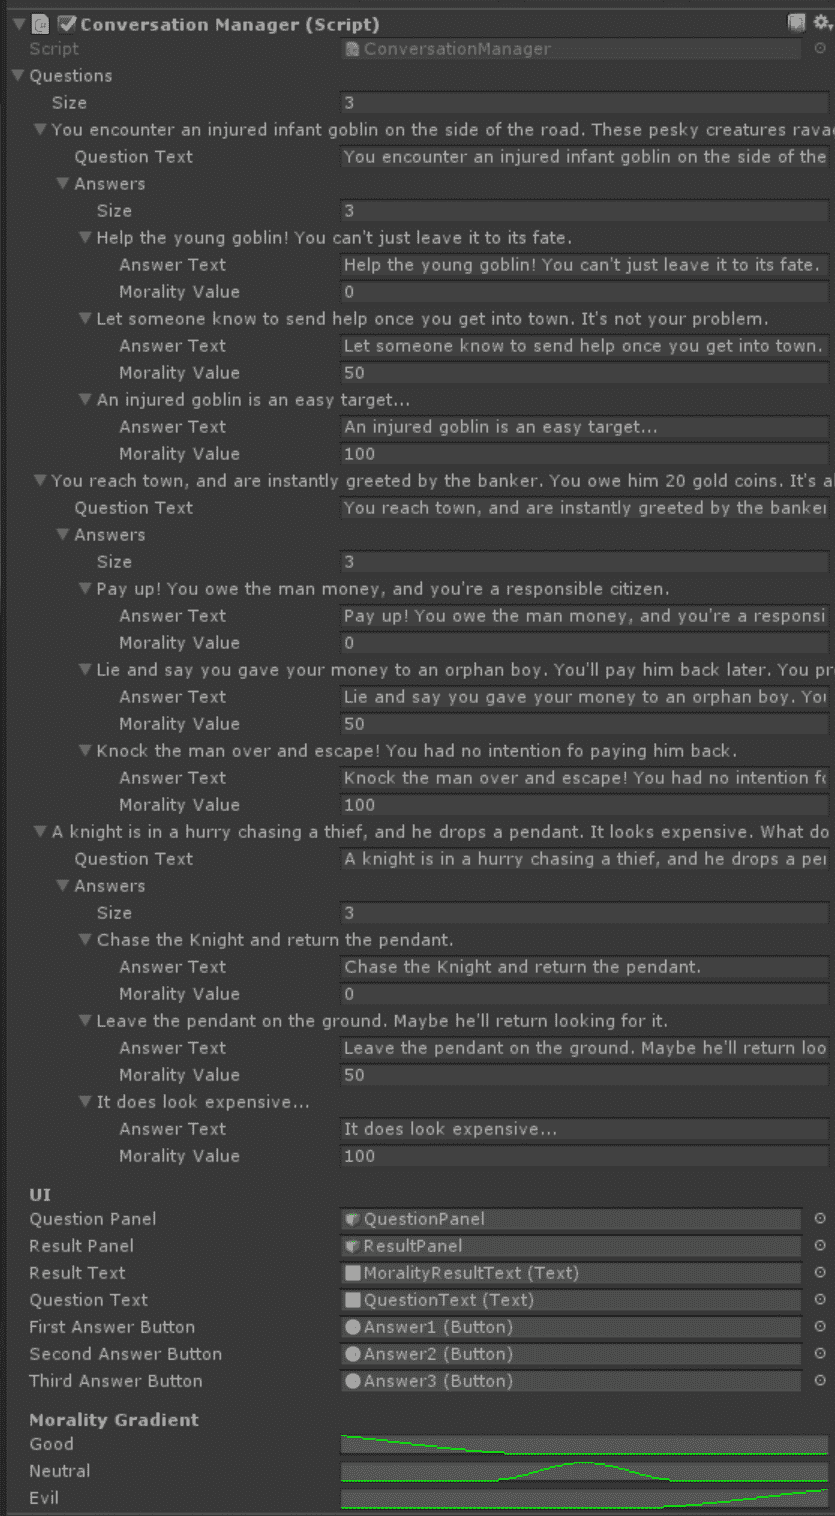 Conversation Manager (Script)
Script ConversationManager
Questions
Size 3
You encounter an injured infant goblin on the side of the road. These pesky creatures
Question Text You encounter an injured infant goblin on the side of the
Answers
Size 3
Help the young goblin! You can't just leave it to its fate.
Answer Text Help the young goblin! You can't just leave it to its fate.
Morality Value 0
Let someone know to send help once you get into town. It's not your problem.
Answer Text Let someone know to send help once you get into town.
Morality Value 50
An injured goblin is an easy target...
Answer Text An injured goblin is an easy target...
Morality Value 100
You reach town, and are instantly greeted by the banker. You owe him 20 gold coins. It's
Question Text You reach town, and are instantly greeted by the
Answers
Size 3
Pay up! You owe the man money, and you're a responsible citizen.
Answer Text Pay up! You owe the man money, and you're a responsi
Morality Value 0
Lie and say you gave your money to an orphan boy. You'll pay him back later. You
Answer Text Lie and say you gave your money to an orphan boy.
Morality Value 50
Knock the man over and escape! You had no intention fo paying him back.
Answer Text Knock the man over and escape! You had no intention
Morality Value 100
A knight is in a hurry chasing a thief, and he drops a pendant. It looks expensive. What do
Question Text A knight is in a hurry chasing a thief, and he drops a
Answers
Size 3
Chase the Knight and return the pendant.
Answer Text Chase the Knight and return the pendant.
Morality Value 0
Leave the pendant on the ground. Maybe he'll return looking for it.
Answer Text Leave the pendant on the ground. Maybe he'll return loo
Morality Value 50
It does look expensive...
Answer Text It does look expensive...
Morality Value 100
UI
Question Panel QuestionPanel
Result Panel ResultPanel
Result Text MoralityResultText (Text)
Question Text QuestionText (Text)
First Answer Button Answer1 (Button)
Second Answer Button Answer2 (Button)
Third Answer Button Answer3 (Button)
Morality Gradient
Good
Neutral
Evil